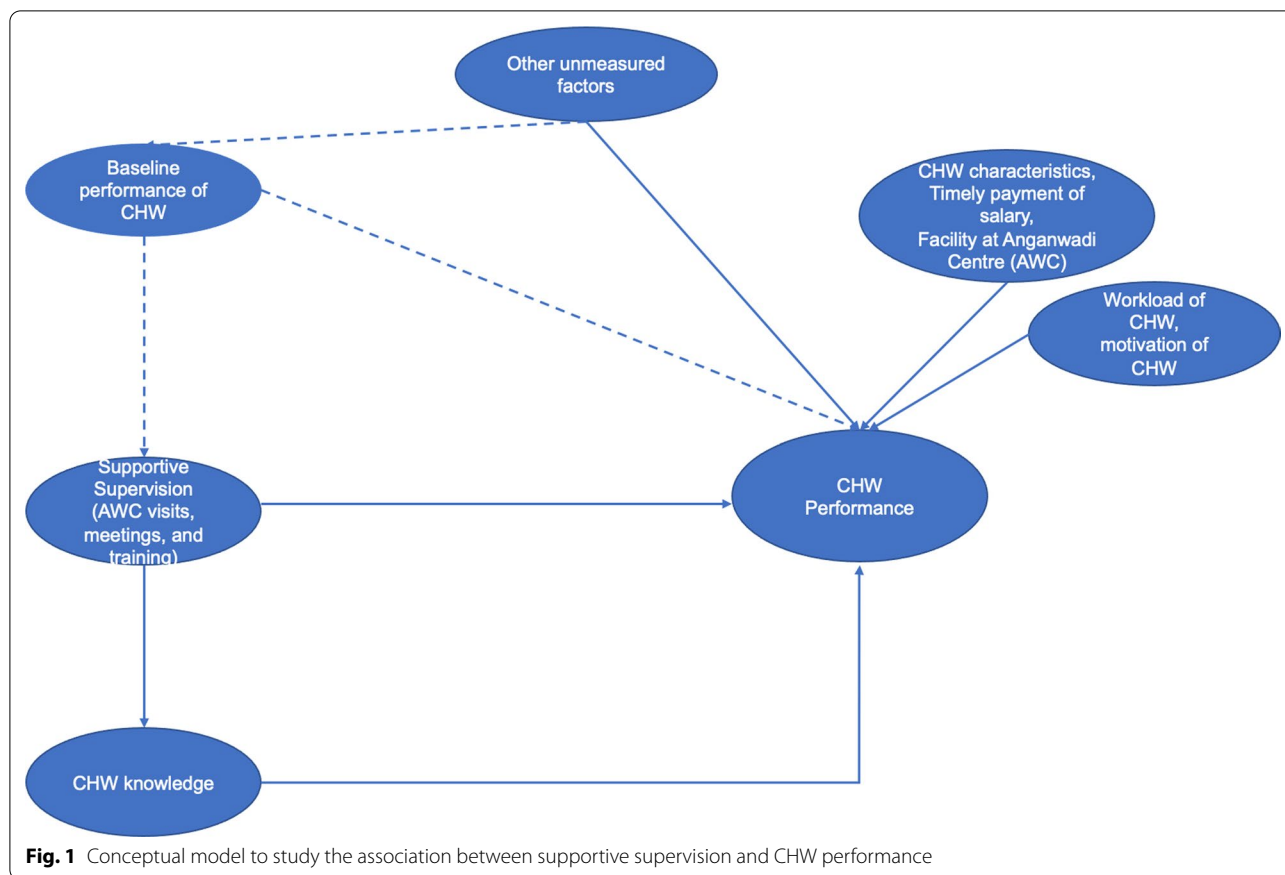 Other unmeasured
factors
Baseline
performance of
CHW
CHW characteristics,
Timely payment of
salary,
Facility at Anganwadi
Centre (AWC)
Workload of
CHW,
motivation of
CHW
Supportive
Supervision
(AWC visits,
meetings, and
training)
CHW
Performance
CHW knowledge
Fig. 1 Conceptual model to study the association between supportive supervision and CHW performance